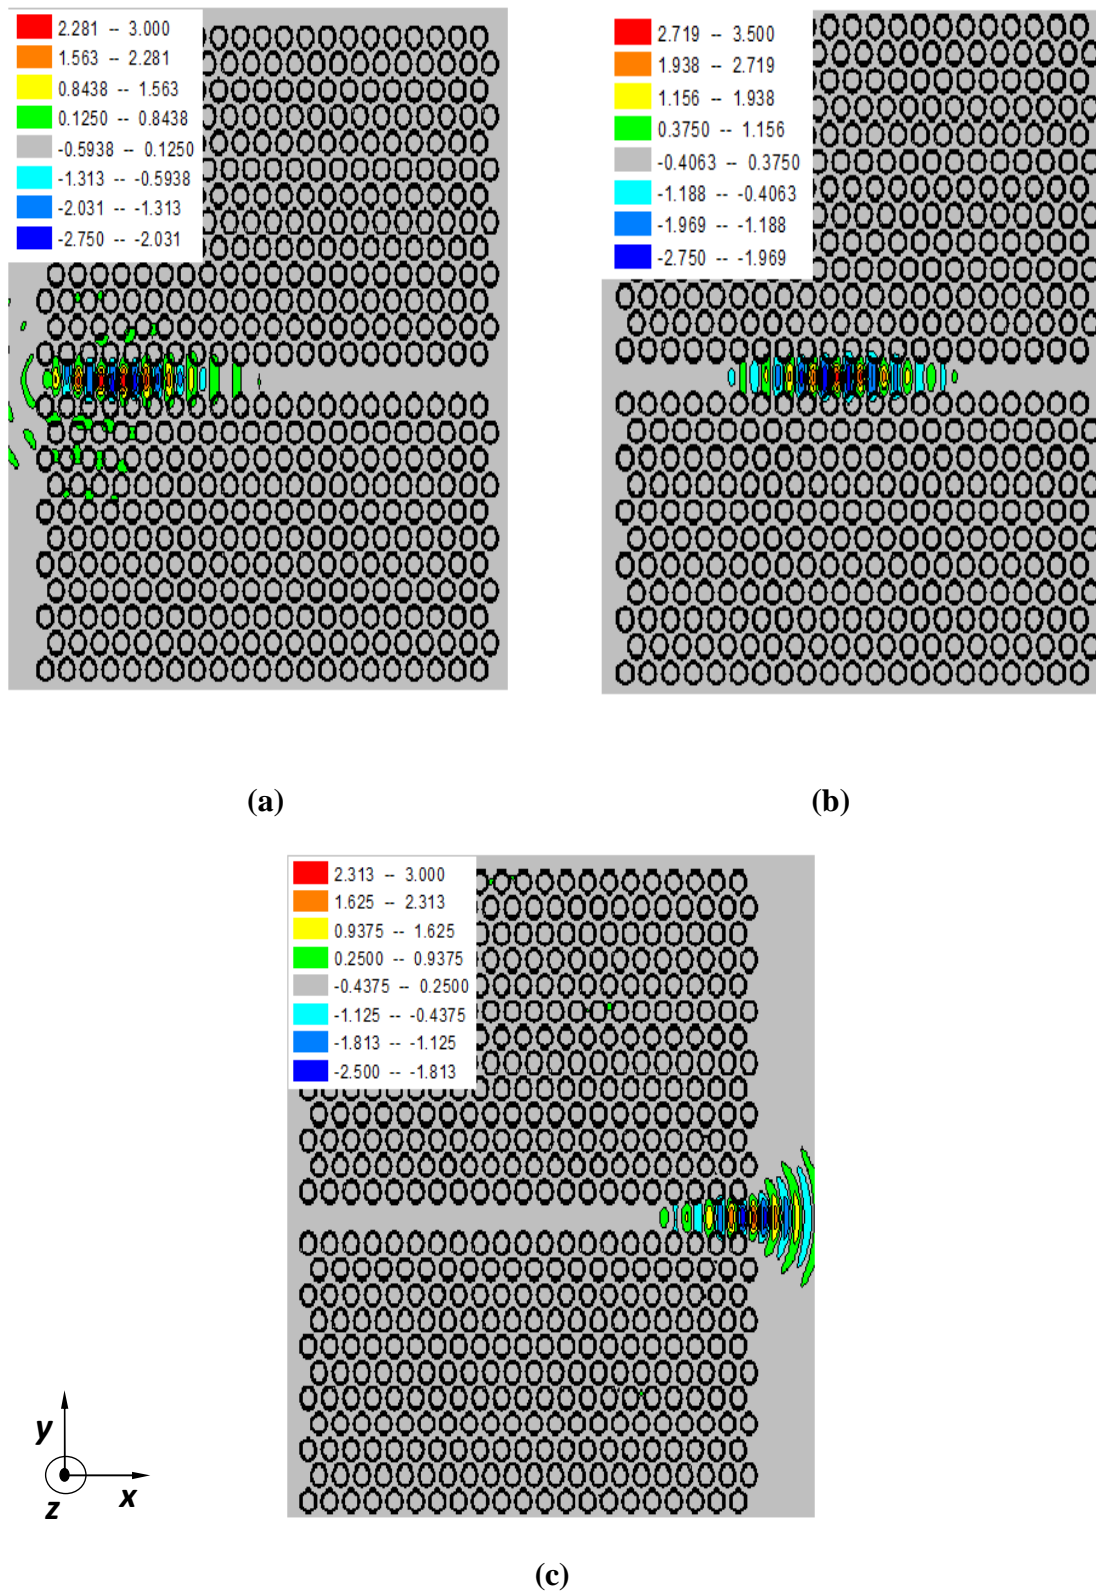 2.281 -- 3.000
1.563 -- 2.281
0.8438 -- 1.563
0.1250 -- 0.8438
-0.5938 -- 0.1250
-1.313 -- -0.5938
-2.031 -- -1.313
-2.750 -- -2.031
2.719 -- 3.500
1.938 -- 2.719
1.156 -- 1.938
0.3750 -- 1.156
-0.4063 -- 0.3750
-1.188 -- -0.4063
-1.969 -- -1.188
-2.750 -- -1.969
(a)
(b)
2.313 -- 3.000
1.625 -- 2.313
0.9375 -- 1.625
0.2500 -- 0.9375
-0.4375 -- 0.2500
-1.125 -- -0.4375
-1.813 -- -1.125
-2.500 -- -1.813
y
z
x
(c)